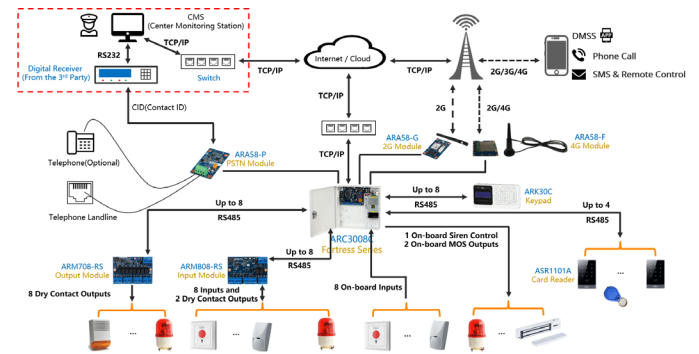 CMS
(Center Monitoring Station)
RS232
TCP/IP
Digital Receiver
(From the 3rd Party)
Switch
TCP/IP
Internet / Cloud
TCP/IP
2G/3G/4G
DMSS
APP
Phone Call
SMS & Remote Control
CID(Contact ID)
TCP/IP
2G
2G/4G
ARA58-P
PSTN Module
Telephone(Optional)
TCP/IP
ARA58-G
2G Module
ARA58-F
4G Module
Telephone Landline
Up to 8
RS485
ARC3008C
Fortress Series
Up to 8
RS485
ARK30C
Keypad
Up to 4
RS485
1 On-board Siren Control
2 On-board MOS Outputs
ARM708-RS
Output Module
ARM808-RS
Input Module
Up to 8
RS485
ASR1101A
Card Reader
...
8 Dry Contact Outputs
8 Inputs and
2 Dry Contact Outputs
8 On-board Inputs
...
...
...
...